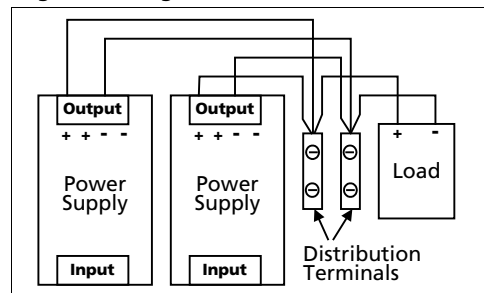 Output
+ + - -
Power
Supply
Input
Output
+ + - -
Power
Supply
Input
+ -
Load
Distribution
Terminals